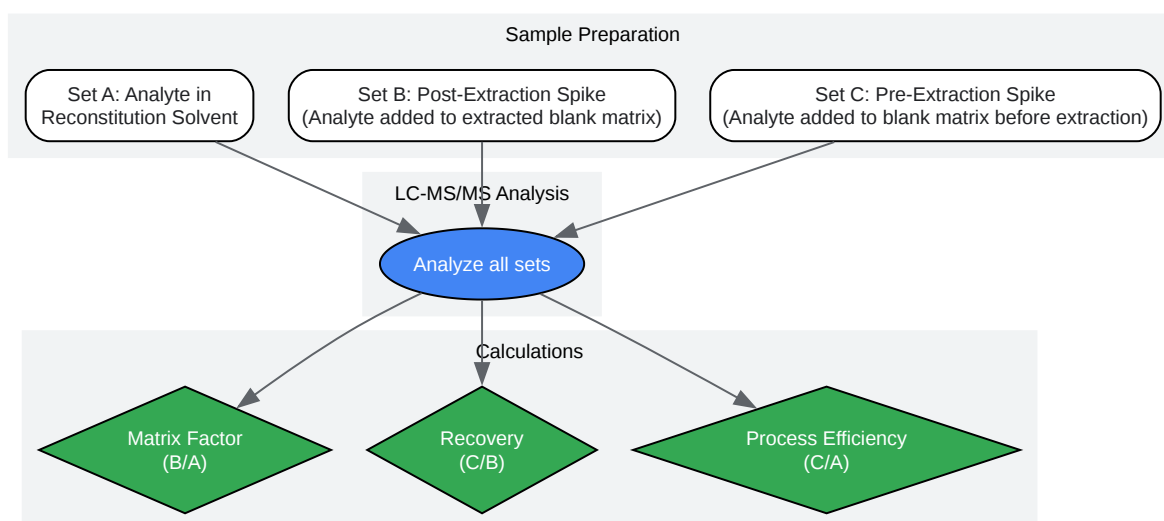 Sample Preparation
Set A: Analyte in
Reconstitution Solvent
Set B: Post-Extraction Spike
(Analyte added to extracted blank matrix)
Set C: Pre-Extraction Spike
(Analyte added to blank matrix before extraction)
LC-MS/MS Analysis
Analyze all sets
Calculations
Matrix Factor
(B/A)
Recovery
(C/B)
Process Efficiency
(C/A)